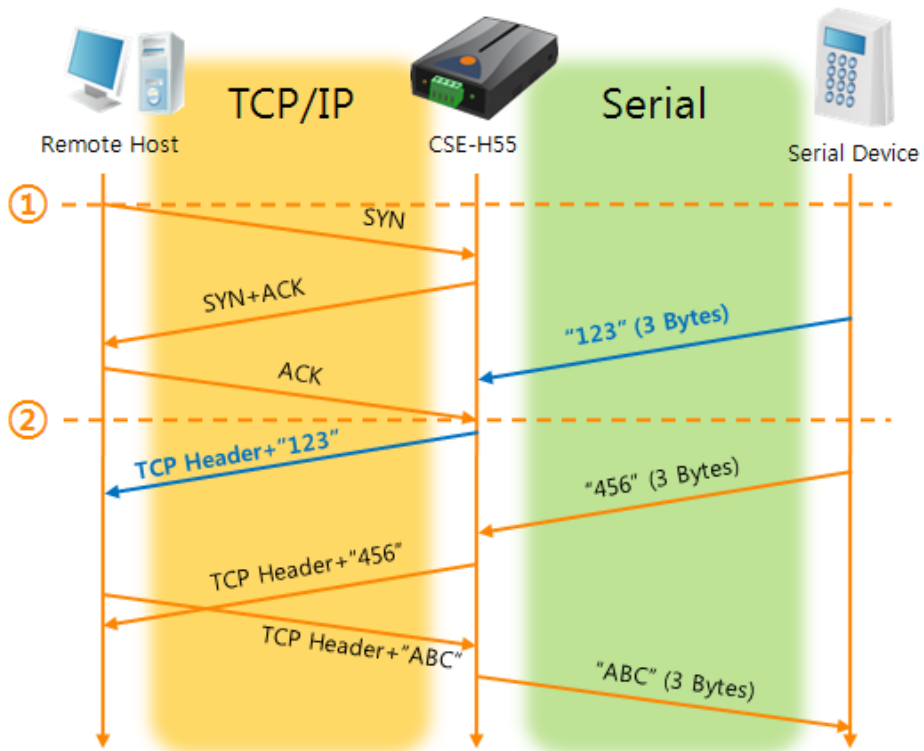 TCP/IP
Serial
Remote Host
CSE-H55
Serial Device
①
SYN
SYN+ACK
"123" (3 Bytes)
ACK
②
TCP Header+"123"
"456" (3 Bytes)
TCP Header+"456"
TCP Header+"ABC"
"ABC" (3 Bytes)